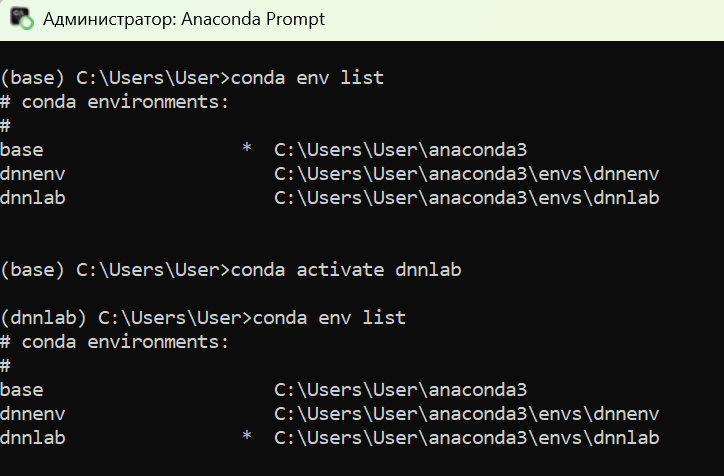 Администратор: Anaconda Prompt
(base) C:\Users\User>conda env list
# conda environments:
#
base                  *  C:\Users\User\anaconda3
dnnenv                   C:\Users\User\anaconda3\envs\dnnenv
dnnlab                   C:\Users\User\anaconda3\envs\dnnlab
(base) C:\Users\User>conda activate dnnlab
(dnnlab) C:\Users\User>conda env list
# conda environments:
#
base                     C:\Users\User\anaconda3
dnnenv                   C:\Users\User\anaconda3\envs\dnnenv
dnnlab                *  C:\Users\User\anaconda3\envs\dnnlab